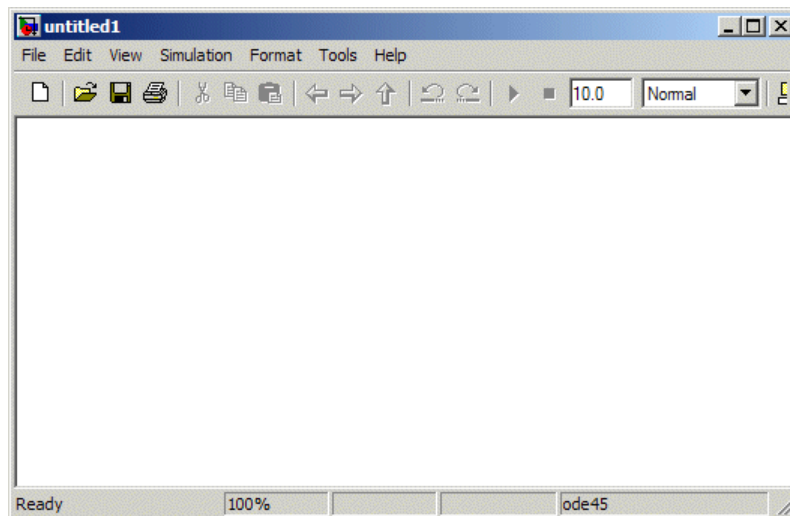 untitled1
File Edit View Simulation Format Tools Help
10.0 Normal
Ready 100% ode45